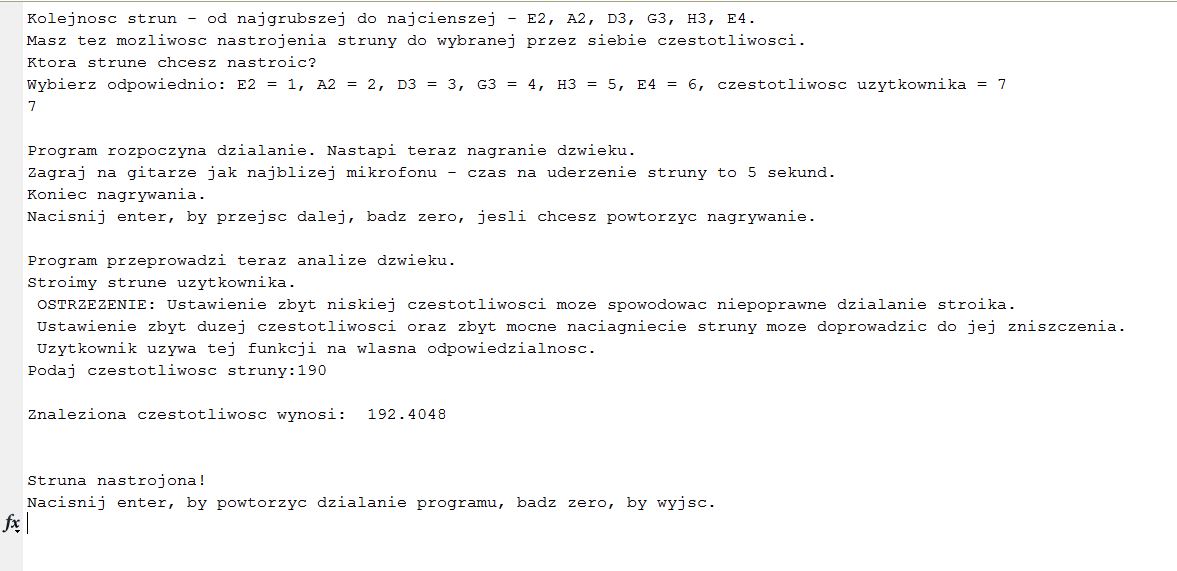 Kolejnosc strun - od najgrubszej do najcienszej - E2, A2, D3, G3, H3, E4.
Masz tez mozliwosc nastrojenia struny do wybranej przez siebie czestotliwosci.
Ktora strune chcesz nastroic?
Wybierz odpowiednio: E2 = 1, A2 = 2, D3 = 3, G3 = 4, H3 = 5, E4 = 6, czestotliwosc uzytkownika = 7
7
Program rozpoczyna dzialanie. Nastapi teraz nagranie dzwieku.
Zagraj na gitarze jak najblizej mikrofonu - czas na uderzenie struny to 5 sekund.
Koniec nagrywania.
Nacisnij enter, by przejsc dalej, badz zero, jesli chcesz powtorzyc nagrywanie.
Program przeprowadzi teraz analize dzwieku.
Stroimy strune uzytkownika.
OSTRZEZENIE: Ustawienie zbyt niskiej czestotliwosci moze spowodowac niepoprawne dzialanie stroika.
Ustawienie zbyt duzej czestotliwosci oraz zbyt mocne naciagniecie struny moze doprowadzic do jej zniszczenia.
Uzytkownik uzywa tej funkcji na wlasna odpowiedzialnosc.
Podaj czestotliwosc struny:190
Znaleziona czestotliwosc wynosi:  192.4048
Struna nastrojona!
Nacisnij enter, by powtorzyc dzialanie programu, badz zero, by wyjsc.
fx